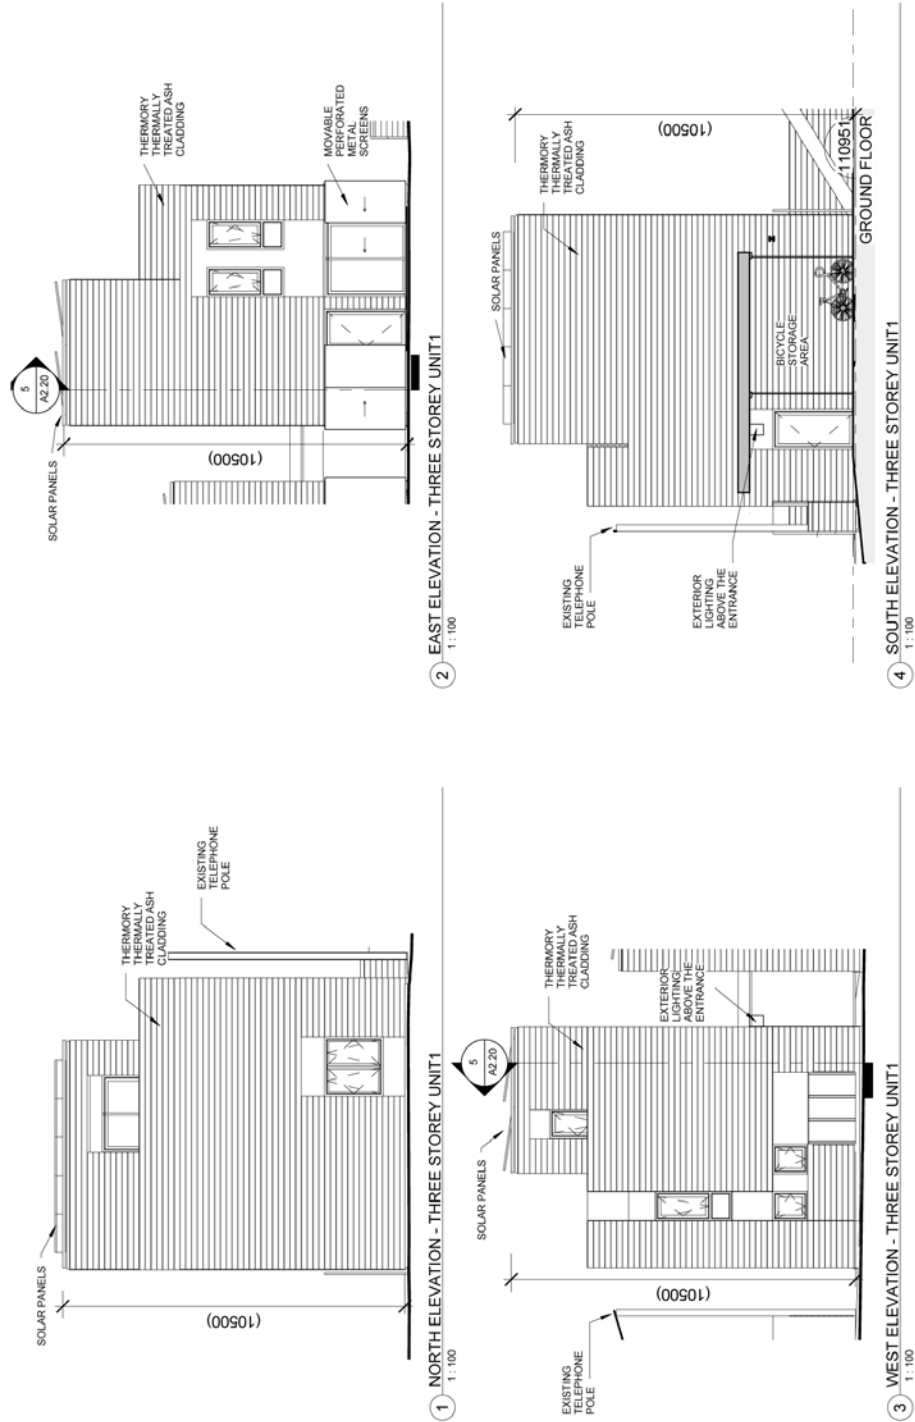 SOLAR PANELS
(10500)
THERMORY
THERMALLY
TREATED ASH
CLADDING
EXISTING
TELEPHONE
POLE
1
NORTH ELEVATION - THREE STOREY UNIT1
1 : 100
SOLAR PANELS
5
A2.20
(10500)
THERMORY
THERMALLY
TREATED ASH
CLADDING
MOVABLE
PERFORATED
METAL
SCREENS
2
EAST ELEVATION - THREE STOREY UNIT1
1 : 100
EXISTING
TELEPHONE
POLE
(10500)
SOLAR PANELS
5
A2.20
THERMORY
THERMALLY
TREATED ASH
CLADDING
EXTERIOR
LIGHTING
ABOVE THE
ENTRANCE
3
WEST ELEVATION - THREE STOREY UNIT1
1 : 100
EXISTING
TELEPHONE
POLE
EXTERIOR
LIGHTING
ABOVE THE
ENTRANCE
SOLAR PANELS
THERMORY
THERMALLY
TREATED ASH
CLADDING
BICYCLE
STORAGE
AREA
(10500)
110951
GROUND FLOOR
4
SOUTH ELEVATION - THREE STOREY UNIT1
1 : 100